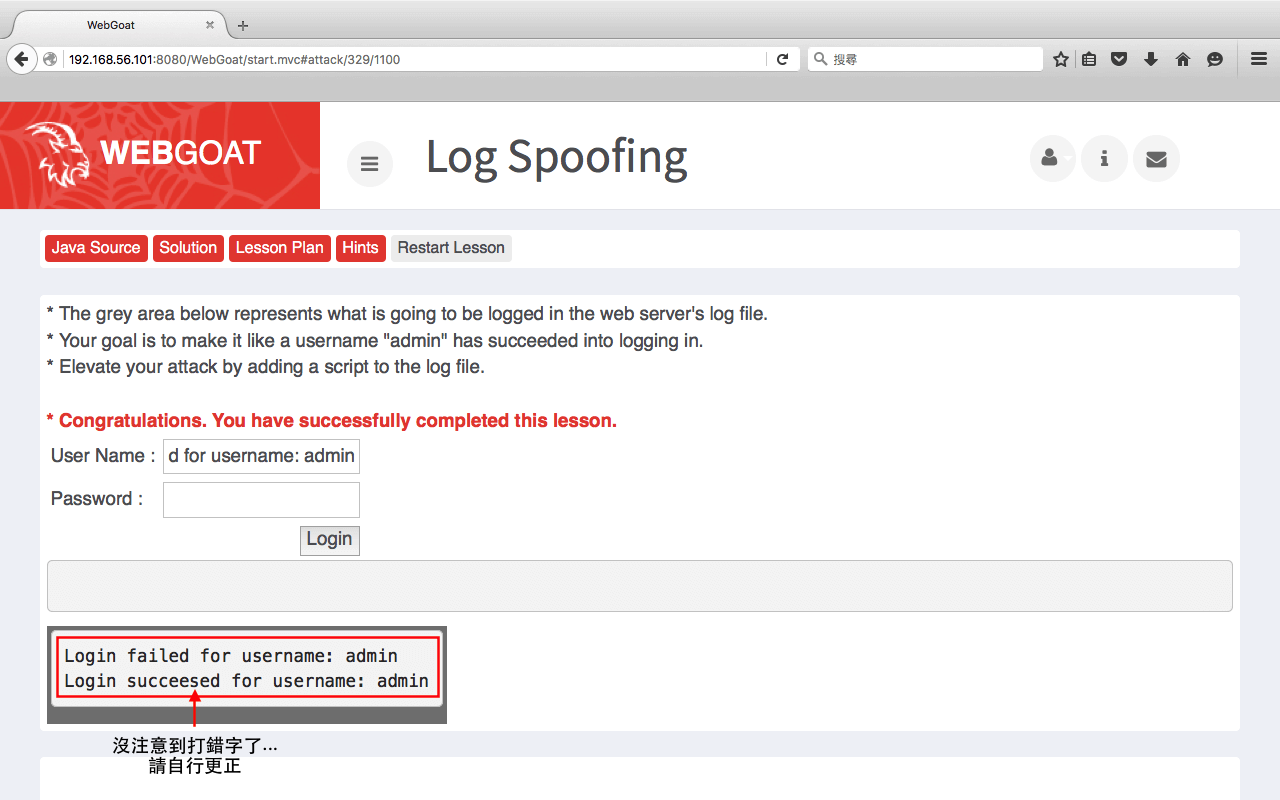 WebGoat
192.168.56.101:8080/WebGoat/start.mvc#attack/329/1100
搜尋
WEBGOAT
Log Spoofing
Java Source
Solution
Lesson Plan
Hints
Restart Lesson
* The grey area below represents what is going to be logged in the web server's log file.
* Your goal is to make it like a username "admin" has succeeded into logging in.
* Elevate your attack by adding a script to the log file.
* Congratulations. You have successfully completed this lesson.
User Name : d for username: admin
Password :
Login
Login failed for username: admin
Login succeesed for username: admin
沒注意到打錯字了...
請自行更正